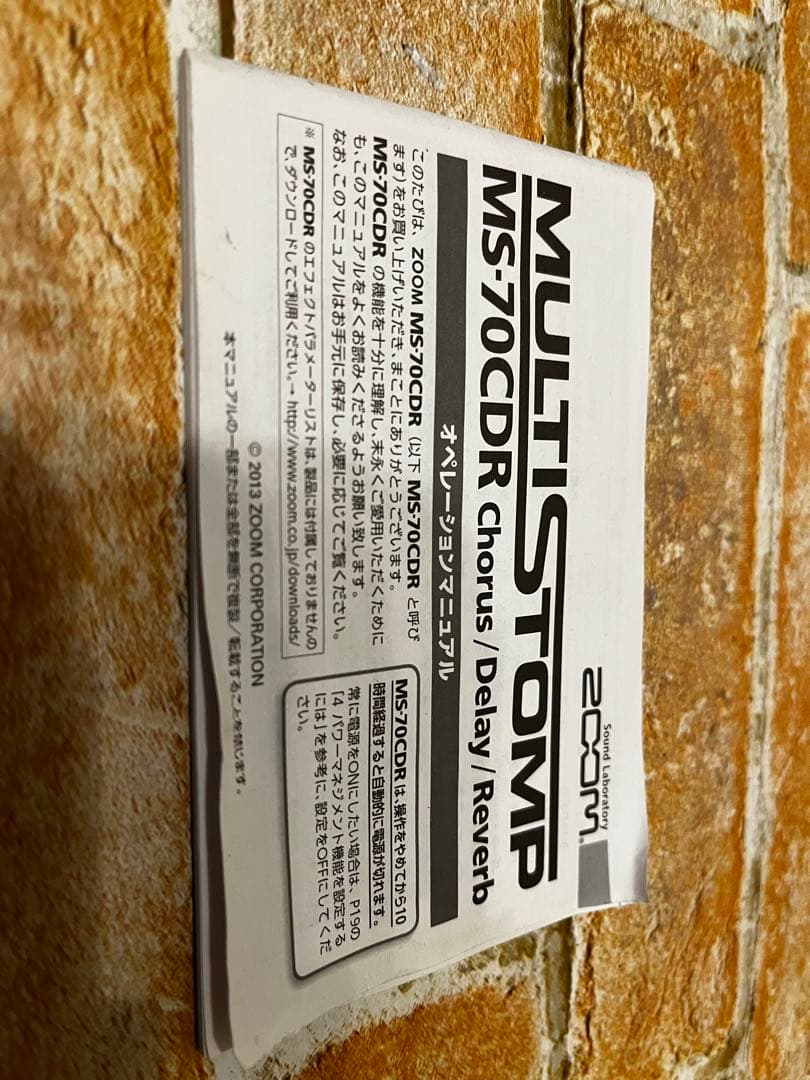 Sound Laboratory
ZOOM®
MULTISTOMP
MS-70CDR Chorus/Delay/Reverb
オペレーションマニュアル
このたびは、ZOOM MS-70CDR（以下 MS-70CDR と呼び
ます）をお買い上げいただき、まことにありがとうございます。
MS-70CDR の機能を十分に理解し、末永くご愛用いただくために
も、このマニュアルをよくお読みくださるようお願い致します。
なお、このマニュアルはお手元に保存し、必要に応じてご覧ください。
※ MS-70CDR のエフェクトパラメーターリストは、製品には付属しておりませんの
で、ダウンロードしてご利用ください。→ http://www.zoom.co.jp/downloads/
MS-70CDR は、操作をやめてから10
時間経過すると自動的に電源が切れます。
常に電源をONにしたい場合は、P19の
「4 パワーマネジメント機能を設定する
には」を参考に、設定をOFFにしてくだ
さい。
© 2013 ZOOM CORPORATION
本マニュアルの一部または全部を無断で複製／転載することを禁じます。